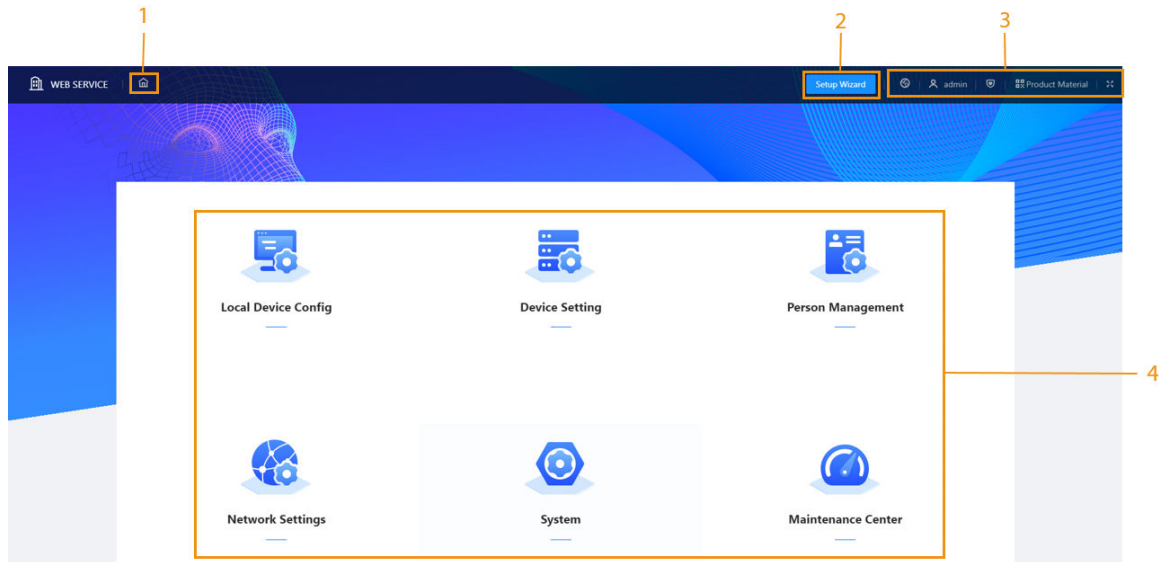 1
2
3
WEB SERVICE
Setup Wizard
admin
Product Material
Local Device Config
Device Setting
Person Management
4
Network Settings
System
Maintenance Center